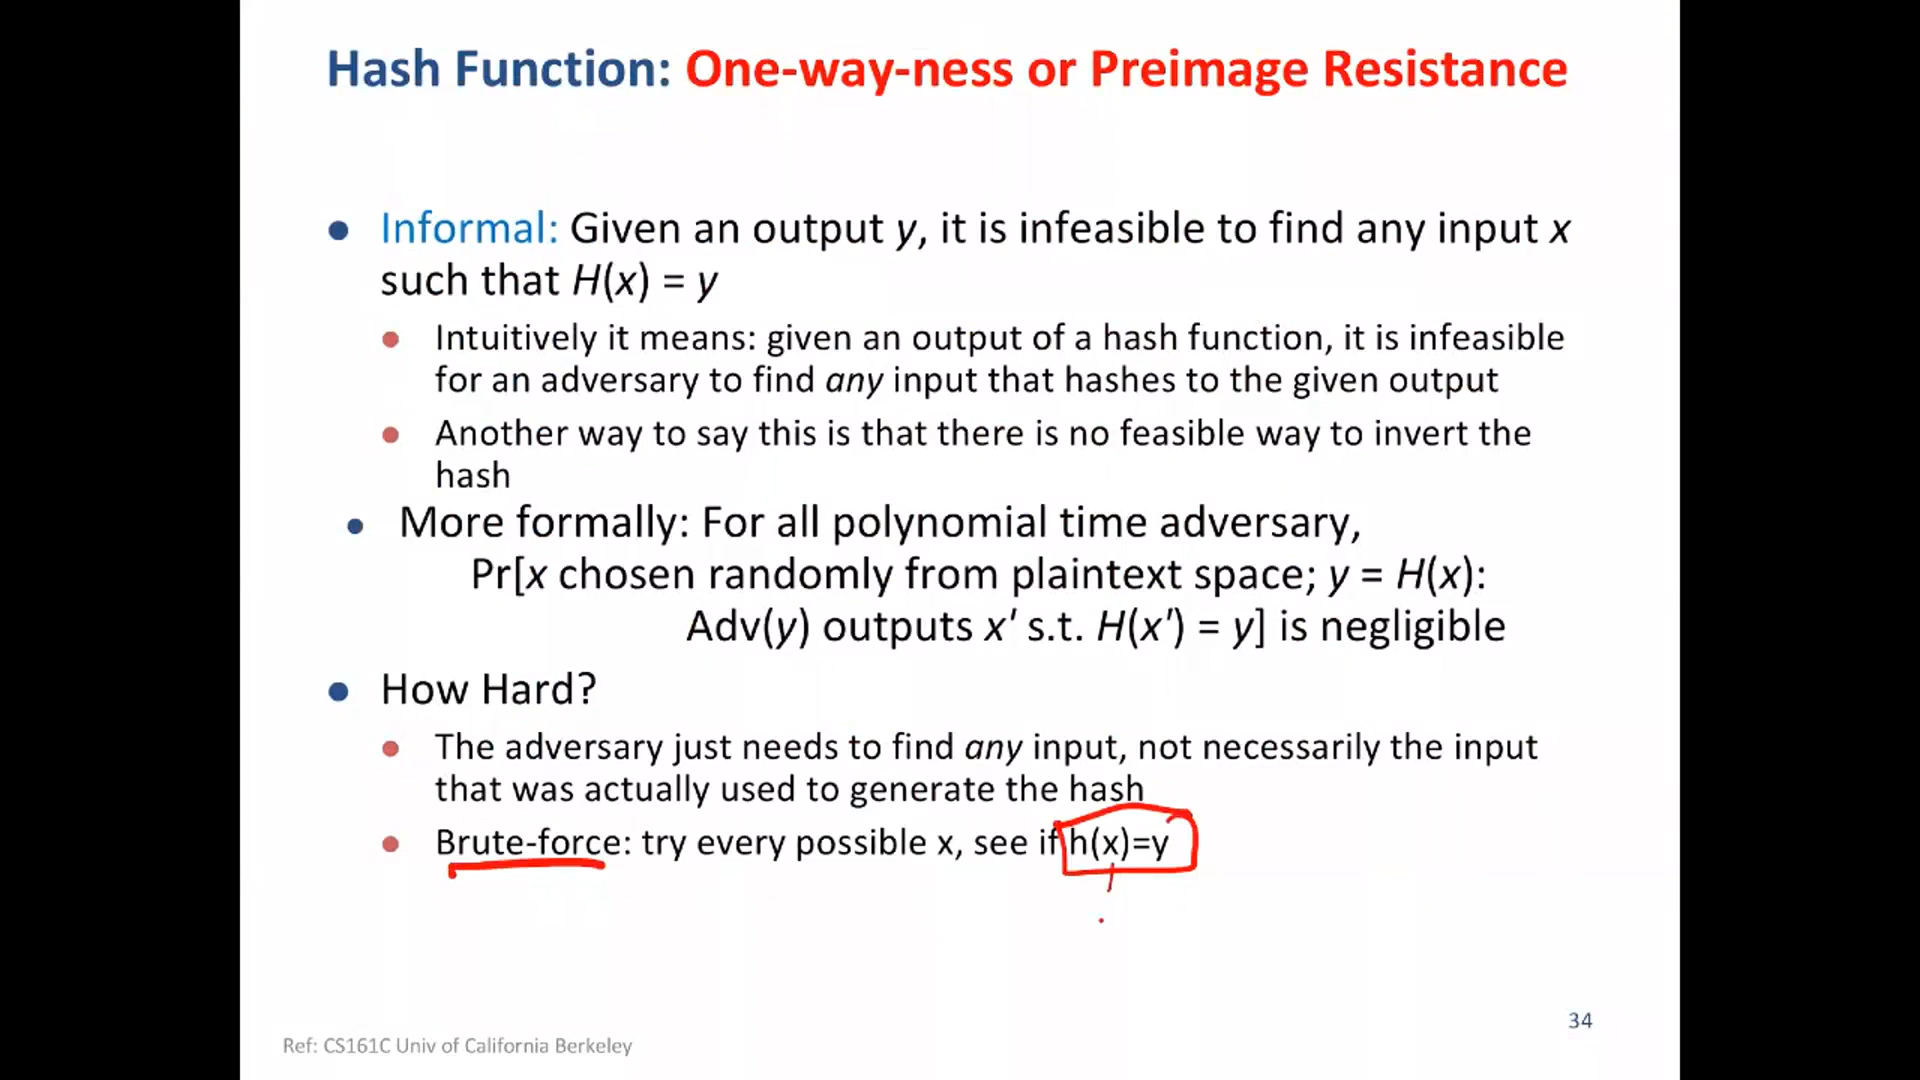 Hash Function: One-way-ness or Preimage Resistance
Informal: Given an output y, it is infeasible to find any input x
such that H(x) = y
Intuitively it means: given an output of a hash function, it is infeasible
for an adversary to find any input that hashes to the given output
Another way to say this is that there is no feasible way to invert the
hash
More formally: For all polynomial time adversary,
Pr[x chosen randomly from plaintext space; y = H(x):
Adv(y) outputs x' s.t. H(x') = y] is negligible
How Hard?
The adversary just needs to find any input, not necessarily the input
that was actually used to generate the hash
Brute-force: try every possible x, see if h(x)=y
34
Ref: CS161C Univ of California Berkeley